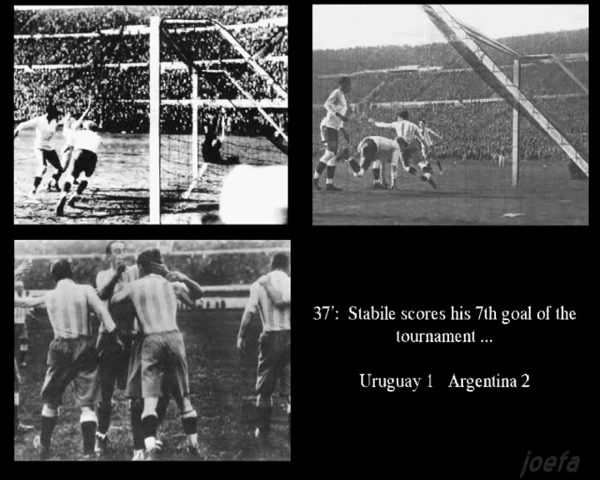 37': Stabile scores his 7th goal of the
tournament ...
Uruguay 1 Argentina 2
joefa